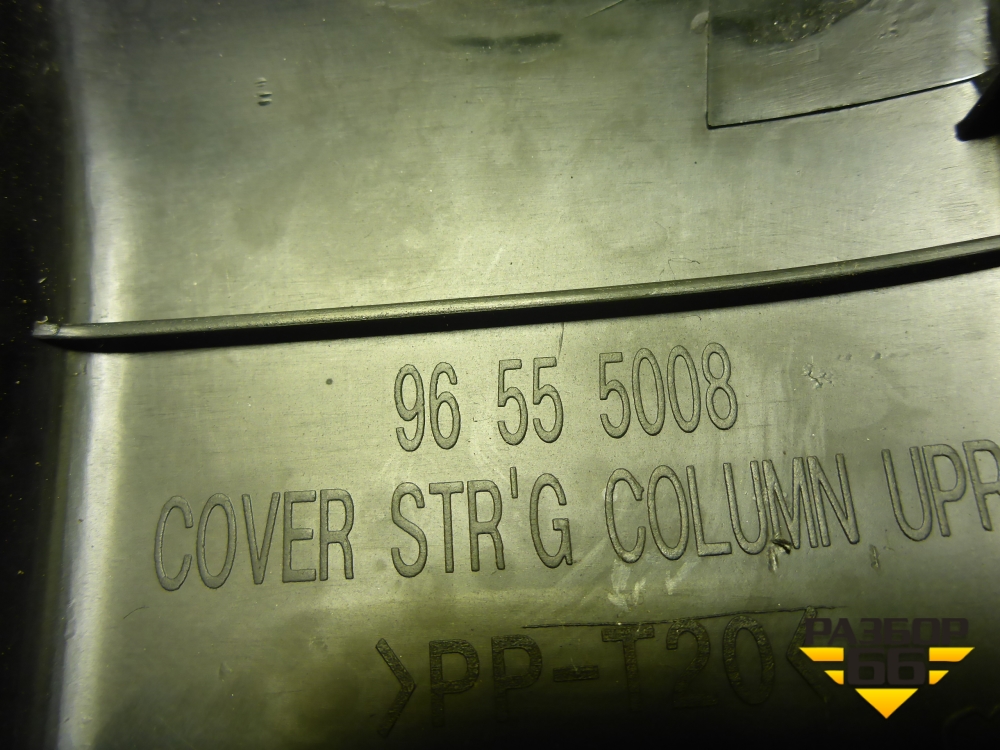 96 55 5008
COVER STR'G COLUMN UPR
>PP-T20<
РАЗБОР
66